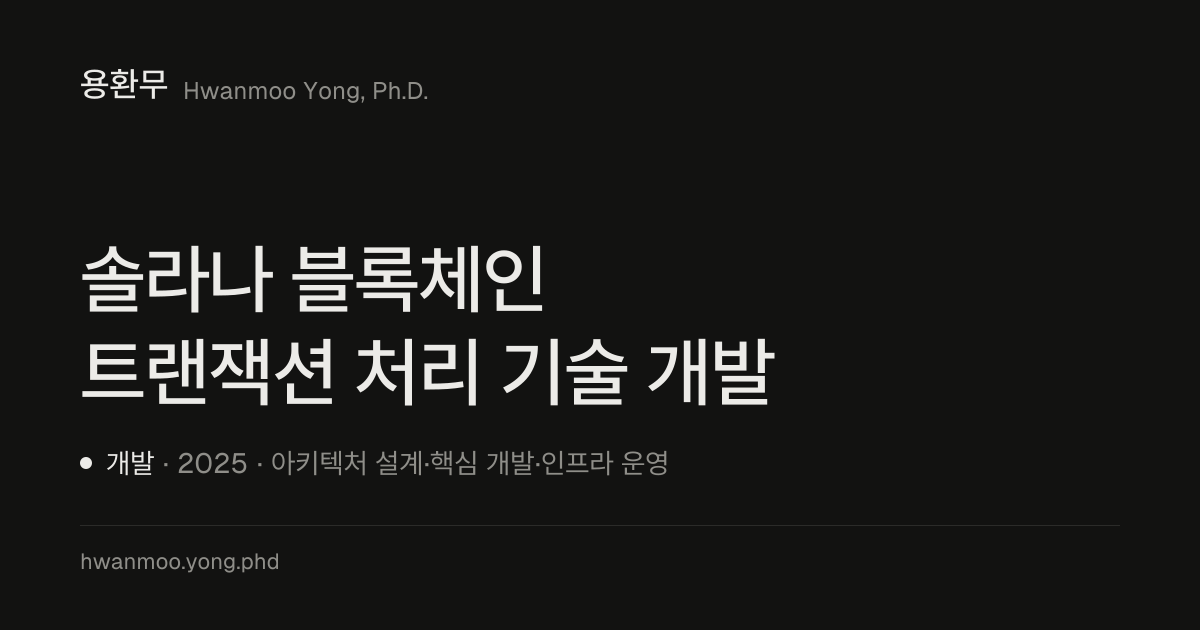 용환무 Hwanmoo Yong, Ph.D.
솔라나 블록체인
트랜잭션 처리 기술 개발
개발 · 2025 · 아키텍처 설계·핵심 개발·인프라 운영
hwanmoo.yong.phd